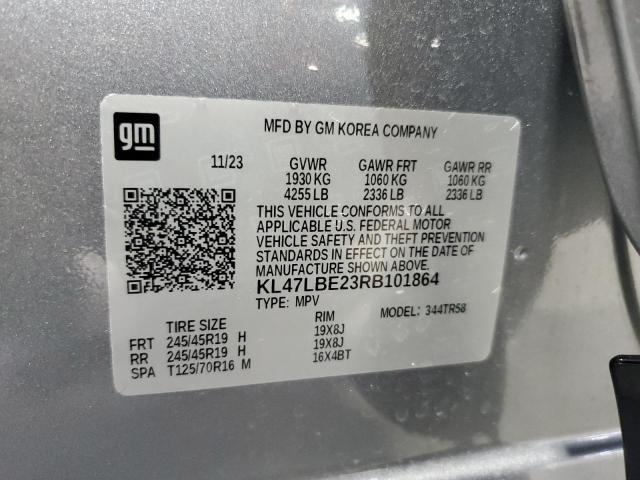 gm
MFD BY GM KOREA COMPANY
11/23 GVWR GAWR FRT GAWR RR
1930 KG 1060 KG 1060 KG
4255 LB 2336 LB 2336 LB
THIS VEHICLE CONFORMS TO ALL
APPLICABLE U.S. FEDERAL MOTOR
VEHICLE SAFETY AND THEFT PREVENTION
STANDARDS IN EFFECT ON THE DATE OF
MANUFACTURE SHOWN ABOVE.
KL47LBE23RB101864
TYPE: MPV MODEL: 344TR58
TIRE SIZE RIM
FRT 245/45R19 H 19X8J
RR 245/45R19 H 19X8J
SPA T125/70R16 M 16X4BT